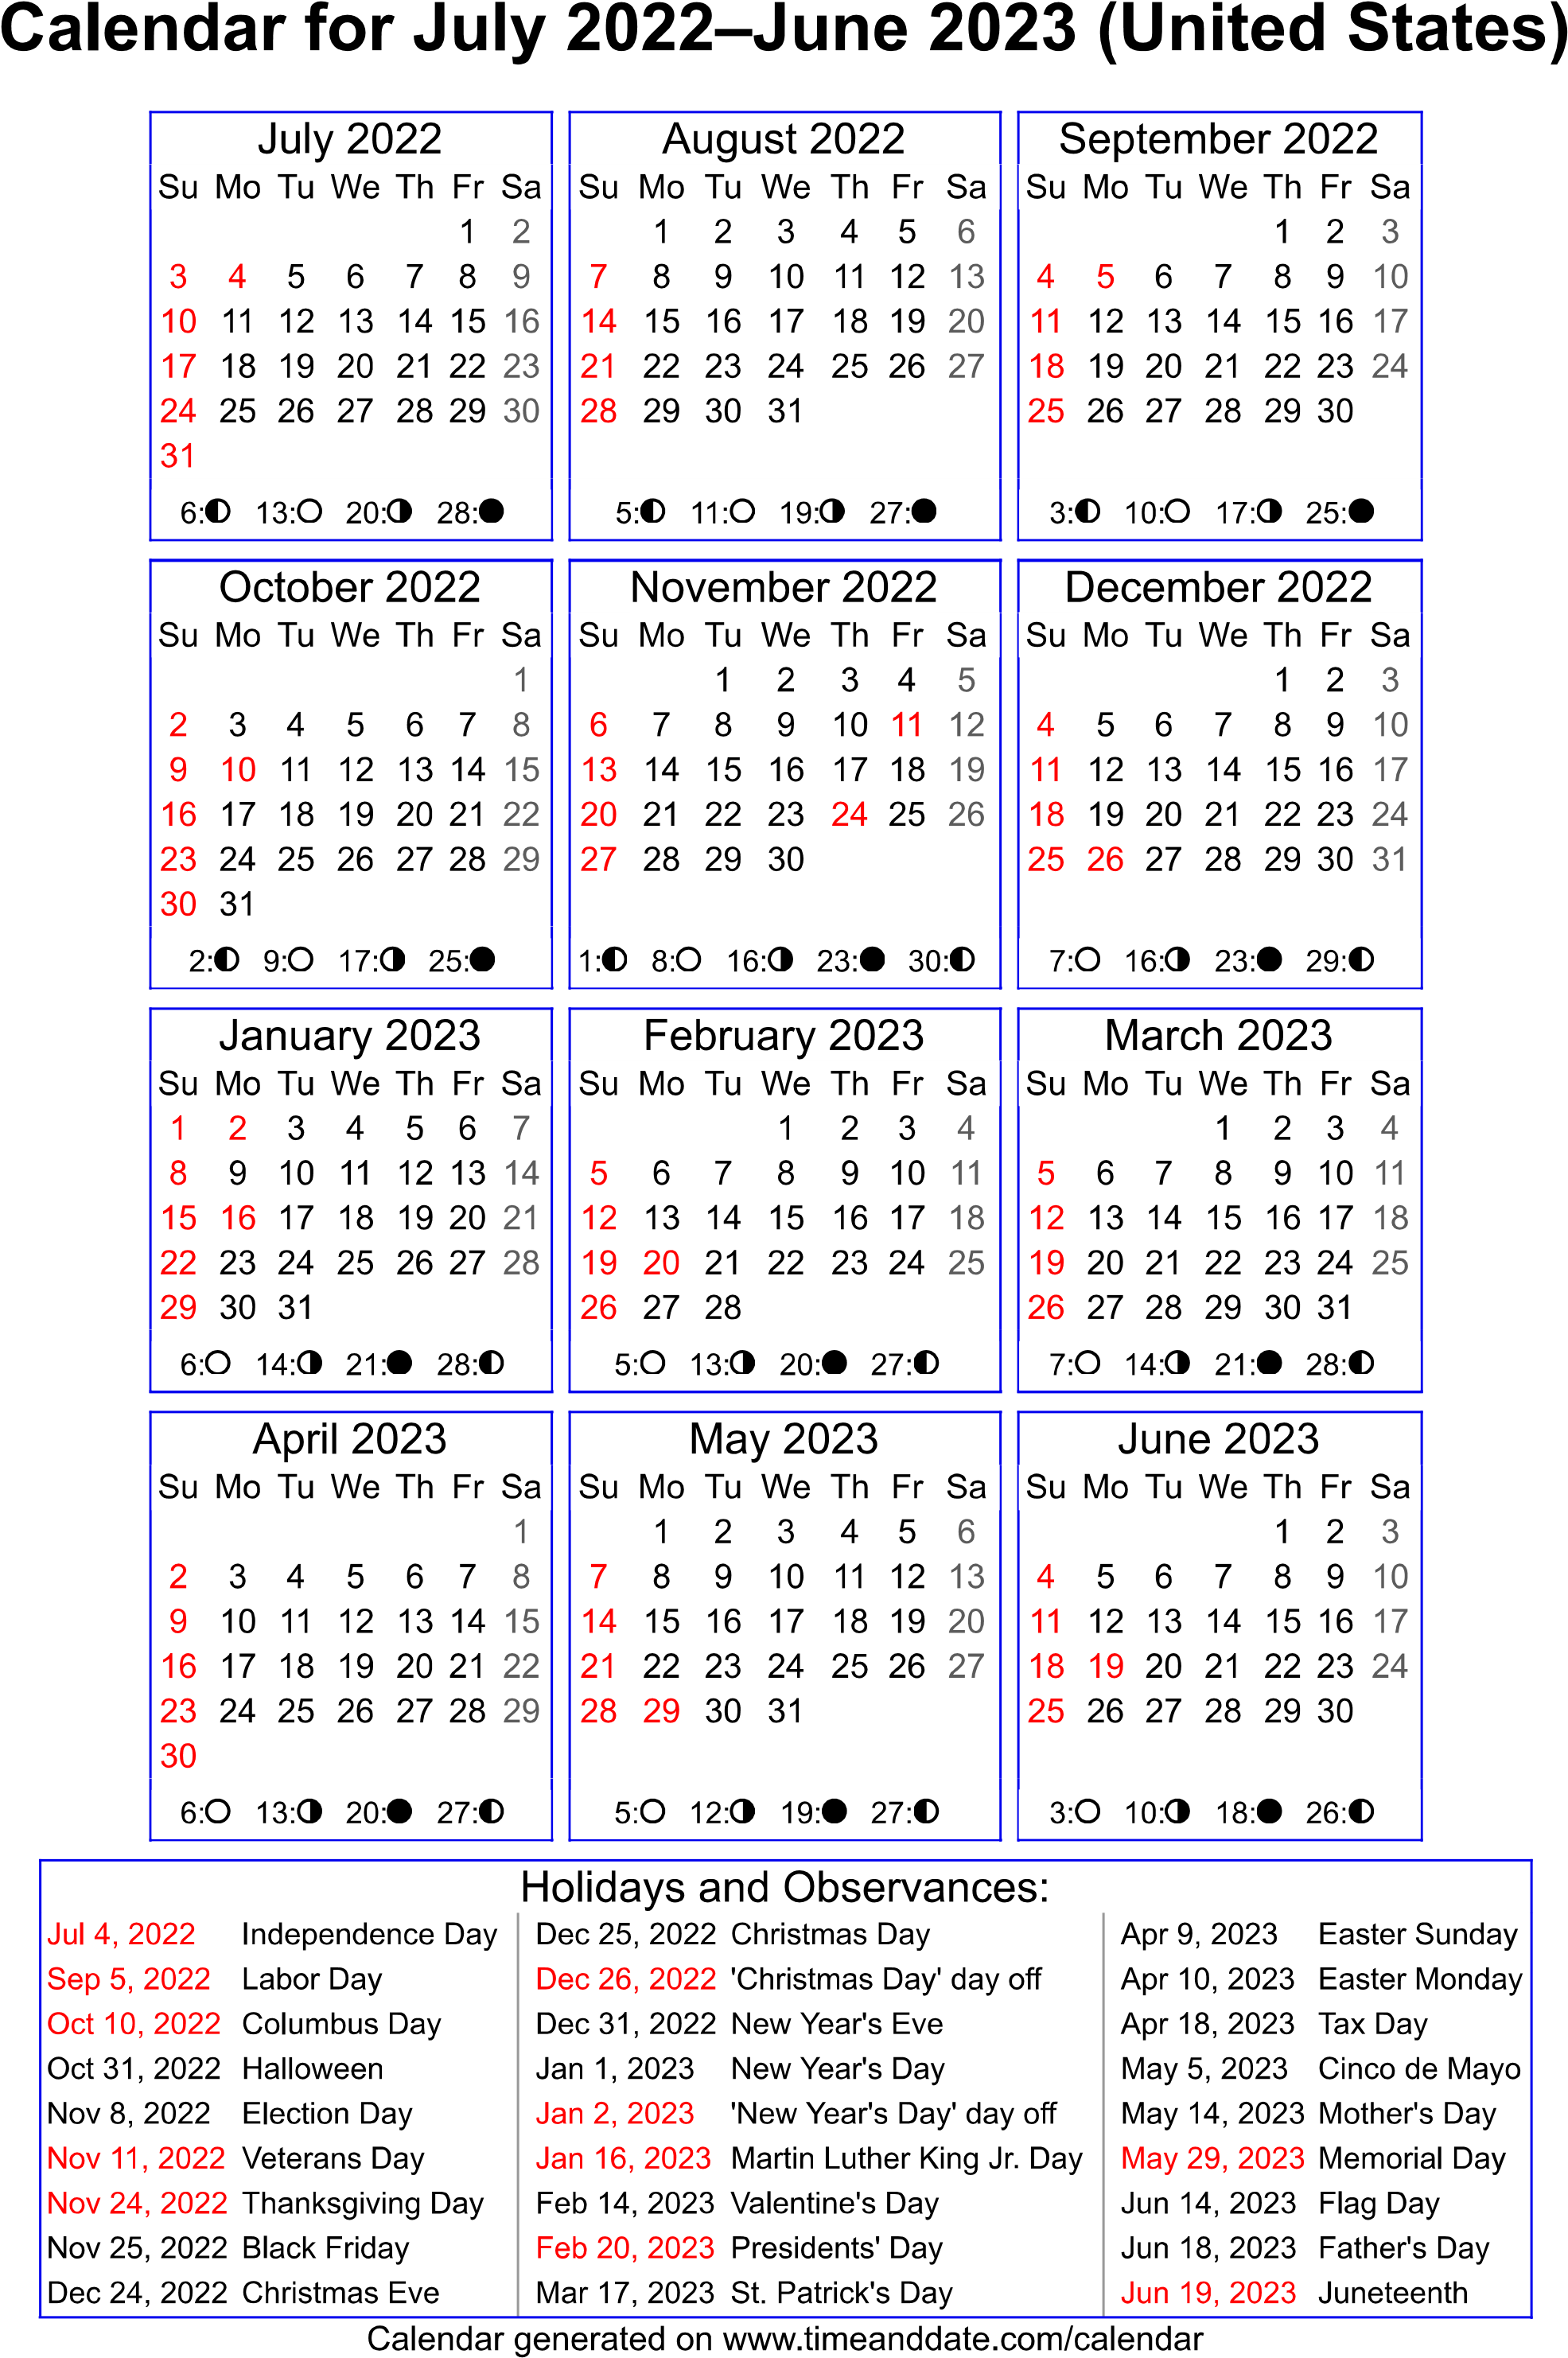 Calendar for July 2022–June 2023 (United States)
July 2022
Su Mo Tu We Th Fr Sa
1 2
3 4 5 6 7 8 9
10 11 12 13 14 15 16
17 18 19 20 21 22 23
24 25 26 27 28 29 30
31
6: 13: 20: 28:
August 2022
Su Mo Tu We Th Fr Sa
1 2 3 4 5 6
7 8 9 10 11 12 13
14 15 16 17 18 19 20
21 22 23 24 25 26 27
28 29 30 31
5: 11: 19: 27:
September 2022
Su Mo Tu We Th Fr Sa
1 2 3
4 5 6 7 8 9 10
11 12 13 14 15 16 17
18 19 20 21 22 23 24
25 26 27 28 29 30
3: 10: 17: 25:
October 2022
Su Mo Tu We Th Fr Sa
1
2 3 4 5 6 7 8
9 10 11 12 13 14 15
16 17 18 19 20 21 22
23 24 25 26 27 28 29
30 31
2: 9: 17: 25:
November 2022
Su Mo Tu We Th Fr Sa
1 2 3 4 5
6 7 8 9 10 11 12
13 14 15 16 17 18 19
20 21 22 23 24 25 26
27 28 29 30
1: 8: 16: 23: 30:
December 2022
Su Mo Tu We Th Fr Sa
1 2 3
4 5 6 7 8 9 10
11 12 13 14 15 16 17
18 19 20 21 22 23 24
25 26 27 28 29 30 31
7: 16: 23: 29:
January 2023
Su Mo Tu We Th Fr Sa
1 2 3 4 5 6 7
8 9 10 11 12 13 14
15 16 17 18 19 20 21
22 23 24 25 26 27 28
29 30 31
6: 14: 21: 28:
February 2023
Su Mo Tu We Th Fr Sa
1 2 3 4
5 6 7 8 9 10 11
12 13 14 15 16 17 18
19 20 21 22 23 24 25
26 27 28
5: 13: 20: 27:
March 2023
Su Mo Tu We Th Fr Sa
1 2 3 4
5 6 7 8 9 10 11
12 13 14 15 16 17 18
19 20 21 22 23 24 25
26 27 28 29 30 31
7: 14: 21: 28:
April 2023
Su Mo Tu We Th Fr Sa
1
2 3 4 5 6 7 8
9 10 11 12 13 14 15
16 17 18 19 20 21 22
23 24 25 26 27 28 29
30
6: 13: 20: 27:
May 2023
Su Mo Tu We Th Fr Sa
1 2 3 4 5 6
7 8 9 10 11 12 13
14 15 16 17 18 19 20
21 22 23 24 25 26 27
28 29 30 31
5: 12: 19: 27:
June 2023
Su Mo Tu We Th Fr Sa
1 2 3
4 5 6 7 8 9 10
11 12 13 14 15 16 17
18 19 20 21 22 23 24
25 26 27 28 29 30
3: 10: 18: 26:
Holidays and Observances:
Jul 4, 2022 Independence Day
Sep 5, 2022 Labor Day
Oct 10, 2022 Columbus Day
Oct 31, 2022 Halloween
Nov 8, 2022 Election Day
Nov 11, 2022 Veterans Day
Nov 24, 2022 Thanksgiving Day
Nov 25, 2022 Black Friday
Dec 24, 2022 Christmas Eve
Dec 25, 2022 Christmas Day
Dec 26, 2022 'Christmas Day' day off
Dec 31, 2022 New Year's Eve
Jan 1, 2023 New Year's Day
Jan 2, 2023 'New Year's Day' day off
Jan 16, 2023 Martin Luther King Jr. Day
Feb 14, 2023 Valentine's Day
Feb 20, 2023 Presidents' Day
Mar 17, 2023 St. Patrick's Day
Apr 9, 2023 Easter Sunday
Apr 10, 2023 Easter Monday
Apr 18, 2023 Tax Day
May 5, 2023 Cinco de Mayo
May 14, 2023 Mother's Day
May 29, 2023 Memorial Day
Jun 14, 2023 Flag Day
Jun 18, 2023 Father's Day
Jun 19, 2023 Juneteenth
Calendar generated on www.timeanddate.com/calendar